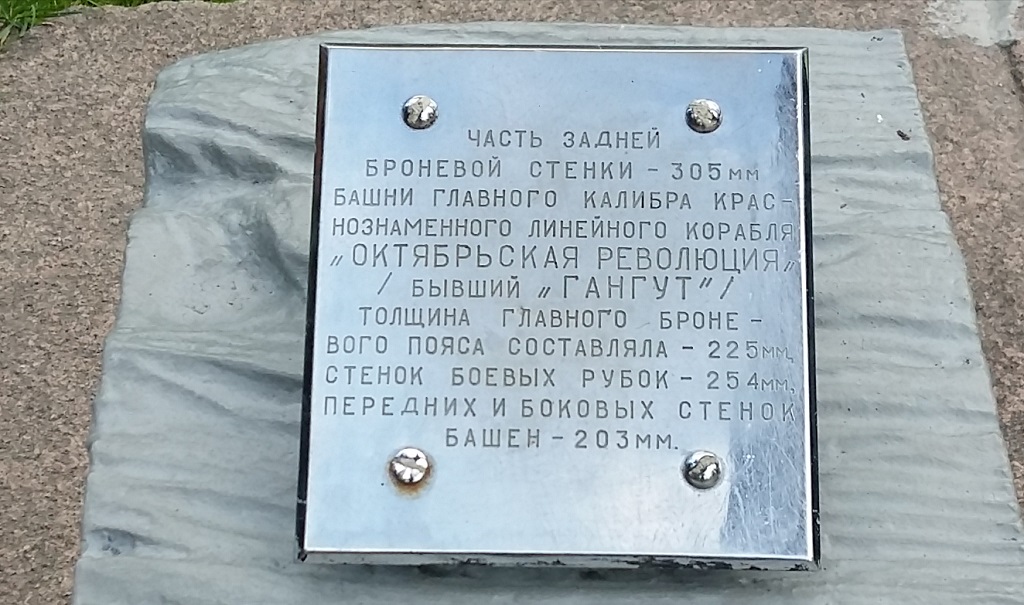 ЧАСТЬ ЗАДНЕЙ
БРОНЕВОЙ СТЕНКИ - 305мм
БАШНИ ГЛАВНОГО КАЛИБРА КРАС-
НОЗНАМЕННОГО ЛИНЕЙНОГО КОРАБЛЯ
„ОКТЯБРЬСКАЯ РЕВОЛЮЦИЯ„
/ БЫВШИЙ „ГАНГУТ"/
ТОЛЩИНА ГЛАВНОГО БРОНЕ-
ВОГО ПОЯСА СОСТАВЛЯЛА - 225мм,
СТЕНОК БОЕВЫХ РУБОК - 254мм,
ПЕРЕДНИХ И БОКОВЫХ СТЕНОК
БАШЕН - 203мм.